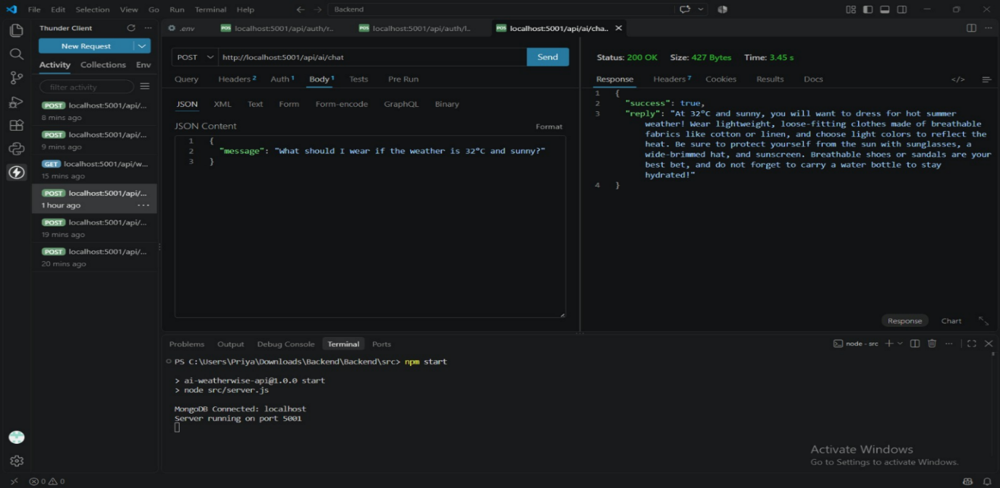 File Edit Selection View Go Run Terminal Help
Backend
Thunder Client
New Request
Activity Collections Env
filter activity
POST localhost:5001/api/...
8 mins ago
POST localhost:5001/api/...
9 mins ago
GET localhost:5001/api/w...
15 mins ago
POST localhost:5001/api/...
1 hour ago
POST localhost:5001/api/...
19 mins ago
POST localhost:5001/api/...
20 mins ago
.env POS localhost:5001/api/auth/r.. POS localhost:5001/api/auth/l.. POS localhost:5001/api/ai/cha..
POST http://localhost:5001/api/ai/chat Send
Query Headers 2 Auth 1 Body 1 Tests Pre Run
JSON XML Text Form Form-encode GraphQL Binary
JSON Content Format
1 {
2 "message": "What should I wear if the weather is 32°C and sunny?"
3 }
Status: 200 OK Size: 427 Bytes Time: 3.45 s
Response Headers 7 Cookies Results Docs </>
1 {
2 "success": true,
3 "reply": "At 32°C and sunny, you will want to dress for hot summer
weather! Wear lightweight, loose-fitting clothes made of breathable
fabrics like cotton or linen, and choose light colors to reflect the
heat. Be sure to protect yourself from the sun with sunglasses, a
wide-brimmed hat, and sunscreen. Breathable shoes or sandals are your
best bet, and do not forget to carry a water bottle to stay
hydrated!"
4 }
Response Chart
Problems Output Debug Console Terminal Ports
node - src
PS C:\Users\Priya\Downloads\Backend\Backend\src> npm start
> ai-weatherwise-api@1.0.0 start
> node src/server.js
MongoDB Connected: localhost
Server running on port 5001
Activate Windows
Go to Settings to activate Windows.
0 0